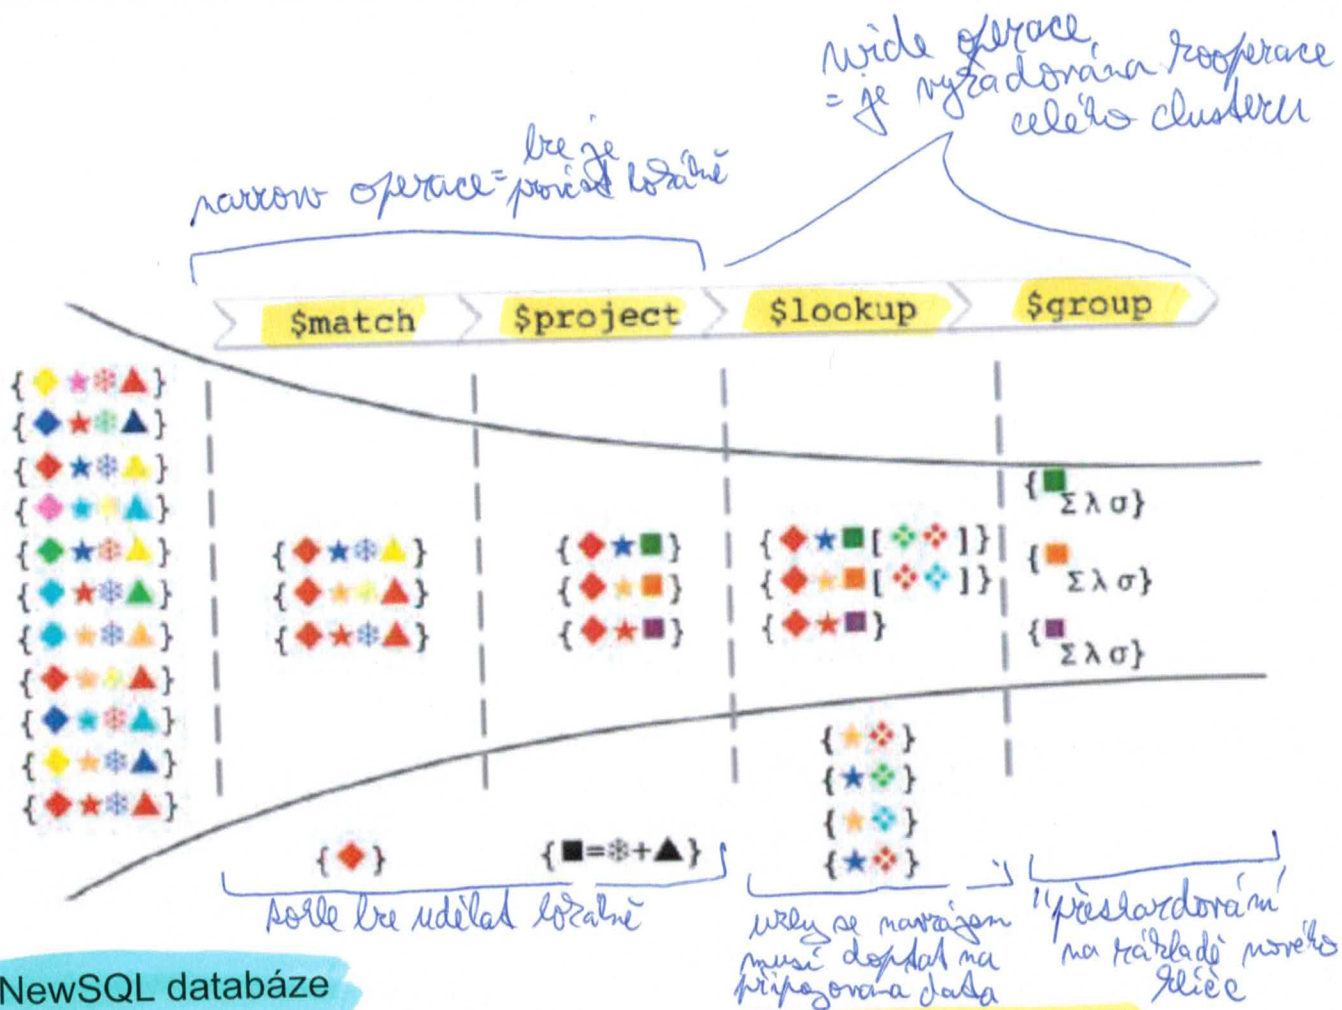 wide operace
= je vyžadována kooperace
celého clusteru
narrow operace = lze je
provést lokálně
$match $project $lookup $group
Σ λ σ}
Σ λ σ}
Σ λ σ}
tohle lze udělat lokálně
uzly se navzájem
musí doptat na
připojovaná data
"přeshardování"
na základě nového
klíče
NewSQL databáze